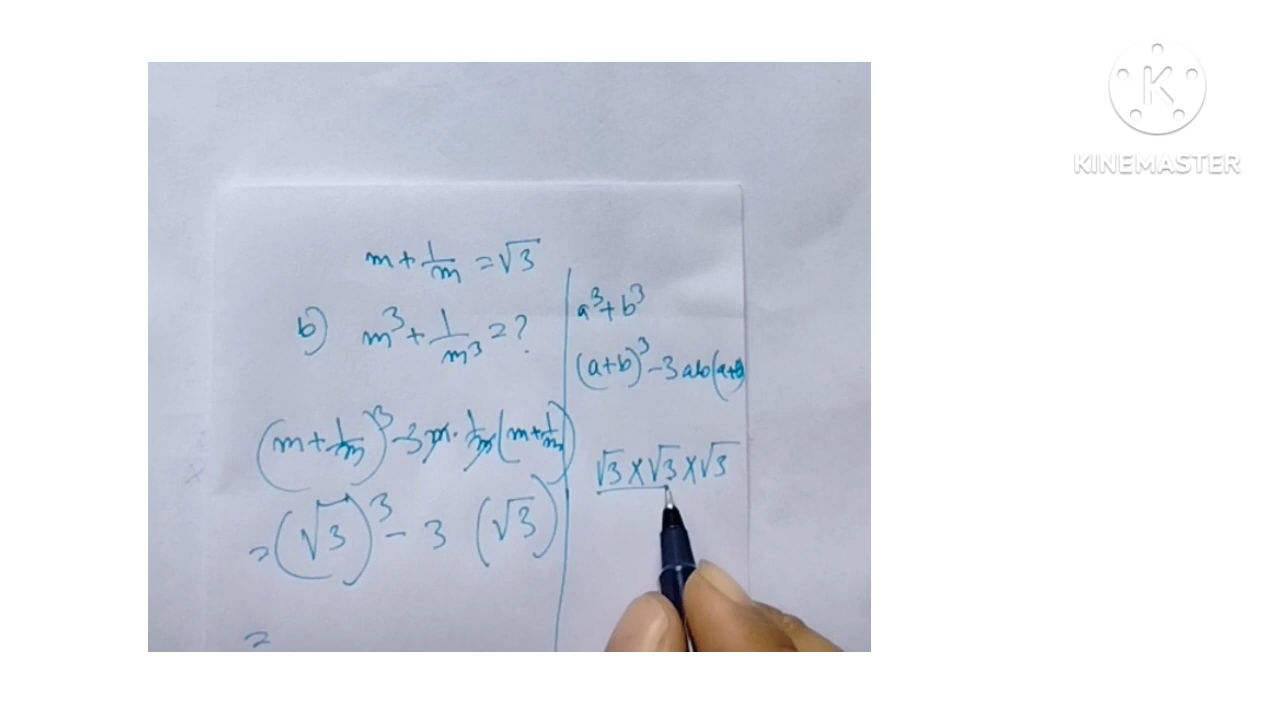 m + 1/m = √3
b) m³ + 1/m³ = ?
(m + 1/m)³ - 3 m · 1/m (m + 1/m)
= (√3)³ - 3 (√3)
=
a³ + b³
(a+b)³ - 3ab(a+b)
√3 × √3 × √3
K
KINEMASTER